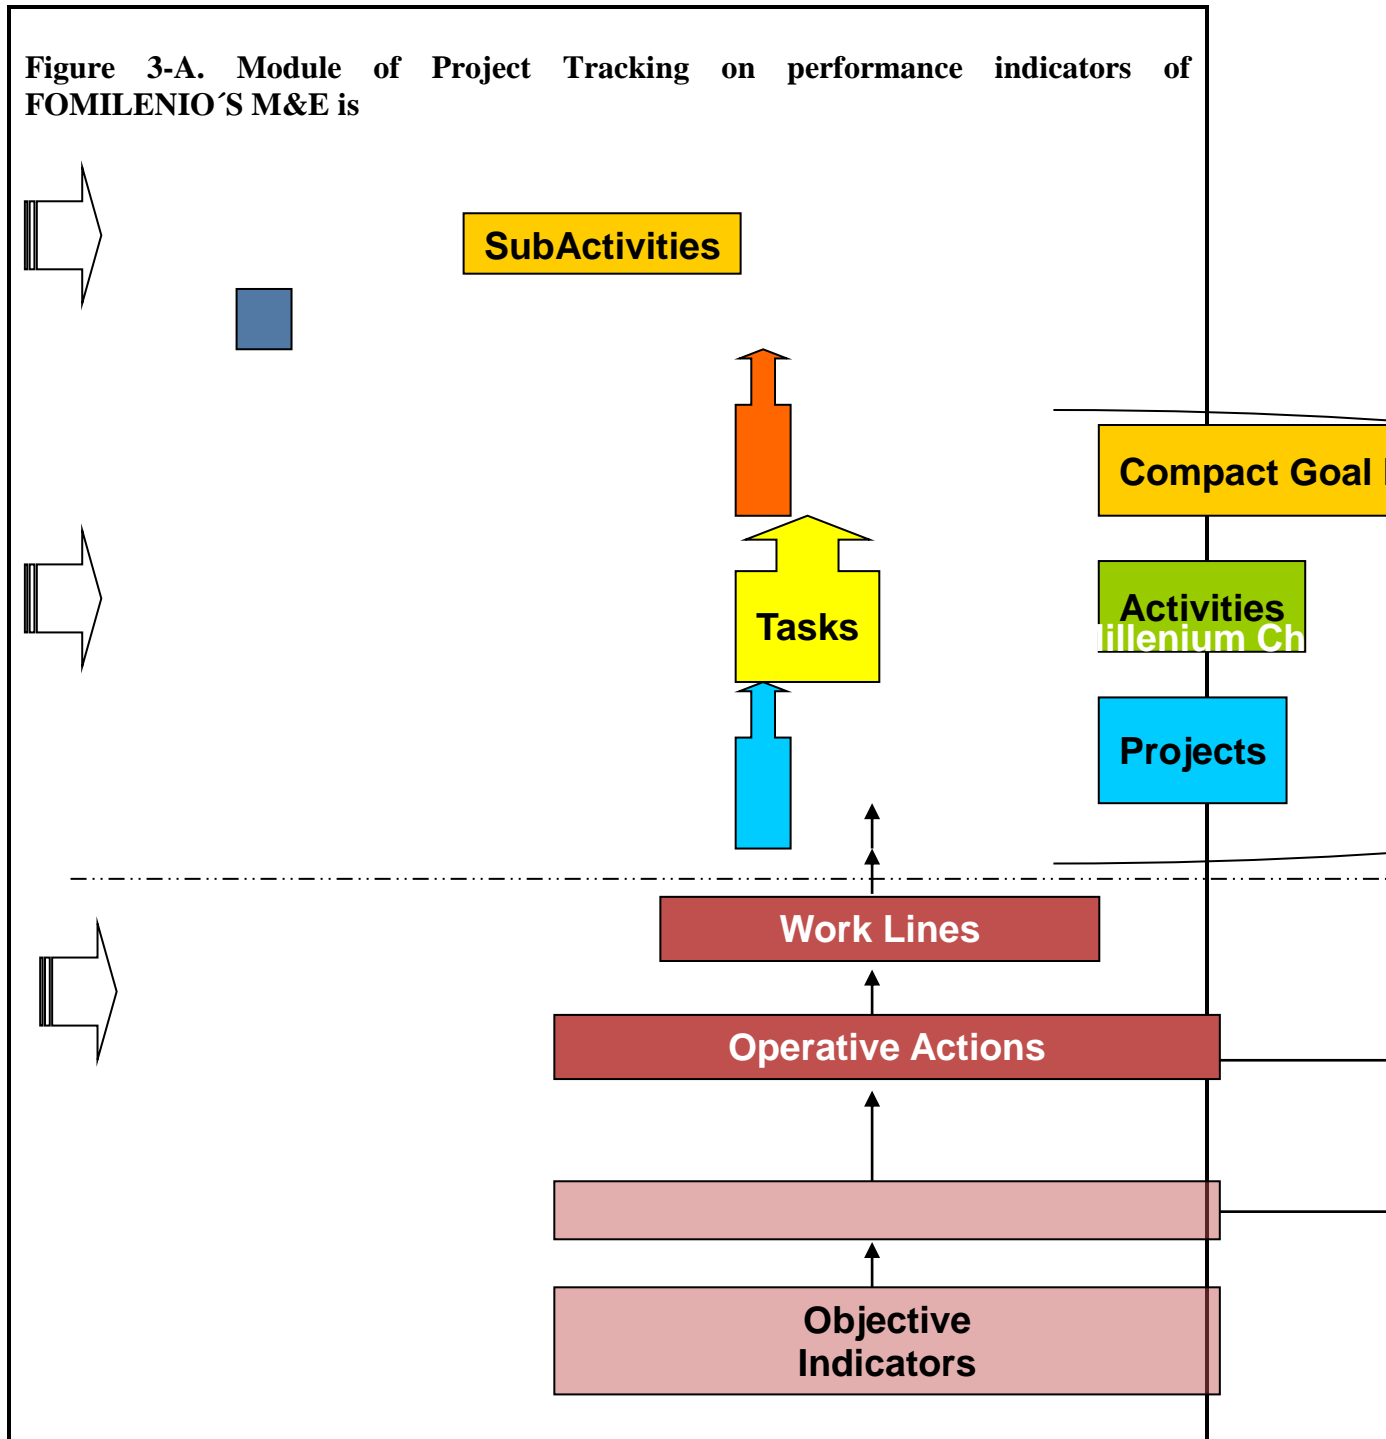 Figure 3-A. Module of Project Tracking on performance indicators of
FOMILENIO´S M&E is
SubActivities
Compact Goal
Activities
Tasks
Projects
Work Lines
Operative Actions
Objective
Indicators